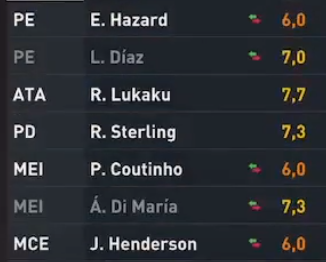 PE E. Hazard 6,0
PE L. Díaz 7,0
ATA R. Lukaku 7,7
PD R. Sterling 7,3
MEI P. Coutinho 6,0
MEI Á. Di María 7,3
MCE J. Henderson 6,0